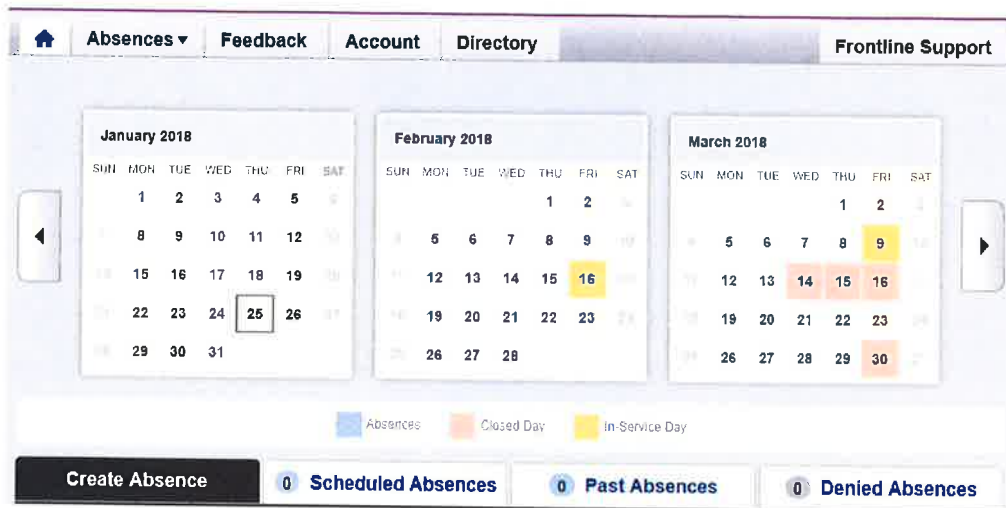 Absences ▾ Feedback Account Directory Frontline Support
January 2018
SUN MON TUE WED THU FRI SAT
1 2 3 4 5
8 9 10 11 12
15 16 17 18 19
22 23 24 25 26
29 30 31
February 2018
SUN MON TUE WED THU FRI SAT
1 2
5 6 7 8 9
12 13 14 15 16
19 20 21 22 23
26 27 28
March 2018
SUN MON TUE WED THU FRI SAT
1 2
5 6 7 8 9
12 13 14 15 16
19 20 21 22 23
26 27 28 29 30
Absences Closed Day In-Service Day
Create Absence 0 Scheduled Absences 0 Past Absences 0 Denied Absences